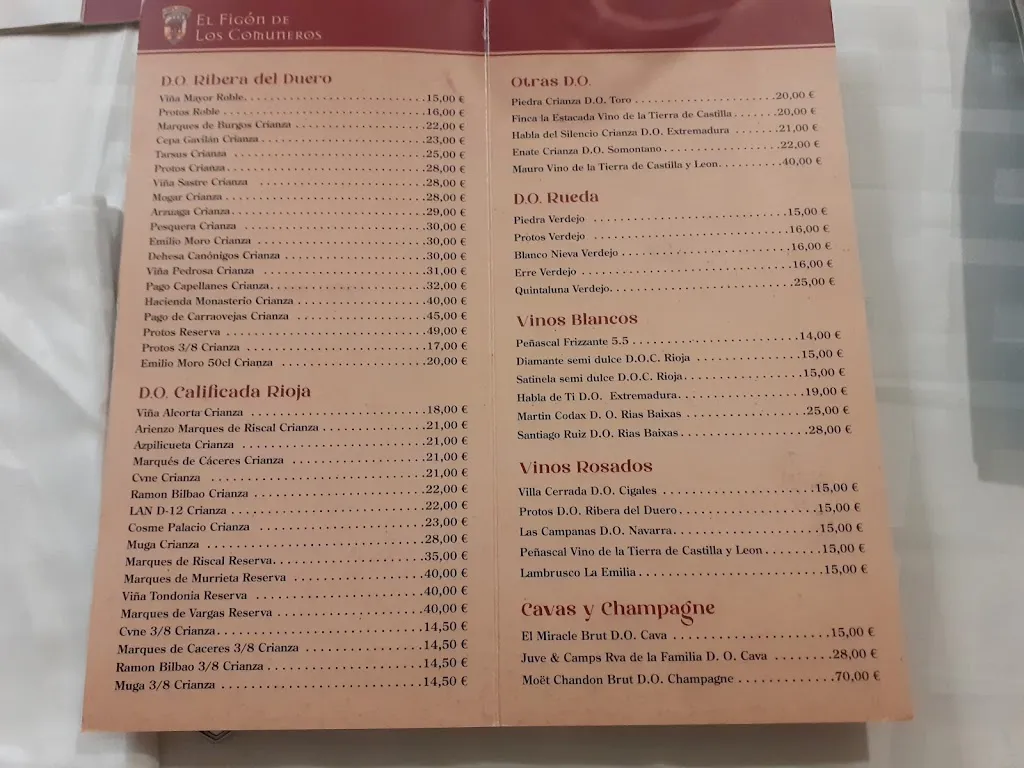 El Figón de
Los Comuneros
D.O. Ribera del Duero
Viña Mayor Roble..........................15,00 €
Protos Roble..........................16,00 €
Marques de Burgos Crianza..........................22,00 €
Cepa Gavilán Crianza..........................23,00 €
Tarsus Crianza..........................25,00 €
Protos Crianza..........................28,00 €
Viña Sastre Crianza..........................28,00 €
Mogar Crianza..........................28,00 €
Arzuaga Crianza..........................29,00 €
Pesquera Crianza..........................30,00 €
Emilio Moro Crianza..........................30,00 €
Dehesa Canónigos Crianza..........................30,00 €
Viña Pedrosa Crianza..........................31,00 €
Pago Capellanes Crianza..........................32,00 €
Hacienda Monasterio Crianza..........................40,00 €
Pago de Carraovejas Crianza..........................45,00 €
Protos Reserva..........................49,00 €
Protos 3/8 Crianza..........................17,00 €
Emilio Moro 50cl Crianza..........................20,00 €
D.O. Calificada Rioja
Viña Alcorta Crianza..........................18,00 €
Arienzo Marques de Riscal Crianza..........................21,00 €
Azpilicueta Crianza..........................21,00 €
Marqués de Cáceres Crianza..........................21,00 €
Cvne Crianza..........................21,00 €
Ramon Bilbao Crianza..........................22,00 €
LAN D-12 Crianza..........................22,00 €
Cosme Palacio Crianza..........................23,00 €
Muga Crianza..........................28,00 €
Marques de Riscal Reserva..........................35,00 €
Marques de Murrieta Reserva..........................40,00 €
Viña Tondonia Reserva..........................40,00 €
Marques de Vargas Reserva..........................40,00 €
Cvne 3/8 Crianza..........................14,50 €
Marques de Caceres 3/8 Crianza..........................14,50 €
Ramon Bilbao 3/8 Crianza..........................14,50 €
Muga 3/8 Crianza..........................14,50 €
Otras D.O.
Piedra Crianza D.O. Toro..........................20,00 €
Finca la Estacada Vino de la Tierra de Castilla..........................20,00 €
Habla del Silencio Crianza D.O. Extremadura..........................21,00 €
Enate Crianza D.O. Somontano..........................22,00 €
Mauro Vino de la Tierra de Castilla y Leon..........................40,00 €
D.O. Rueda
Piedra Verdejo..........................15,00 €
Protos Verdejo..........................16,00 €
Blanco Nieva Verdejo..........................16,00 €
Erre Verdejo..........................16,00 €
Quintaluna Verdejo..........................25,00 €
Vinos Blancos
Peñascal Frizzante 5.5..........................14,00 €
Diamante semi dulce D.O.C. Rioja..........................15,00 €
Satinela semi dulce D.O.C. Rioja..........................15,00 €
Habla de Ti D.O. Extremadura..........................19,00 €
Martin Codax D. O. Rias Baixas..........................25,00 €
Santiago Ruiz D.O. Rias Baixas..........................28,00 €
Vinos Rosados
Villa Cerrada D.O. Cigales..........................15,00 €
Protos D.O. Ribera del Duero..........................15,00 €
Las Campanas D.O. Navarra..........................15,00 €
Peñascal Vino de la Tierra de Castilla y Leon..........................15,00 €
Lambrusco La Emilia..........................15,00 €
Cavas y Champagne
El Miracle Brut D.O. Cava..........................15,00 €
Juve & Camps Rva de la Familia D. O. Cava..........................28,00 €
Moët Chandon Brut D.O. Champagne..........................70,00 €